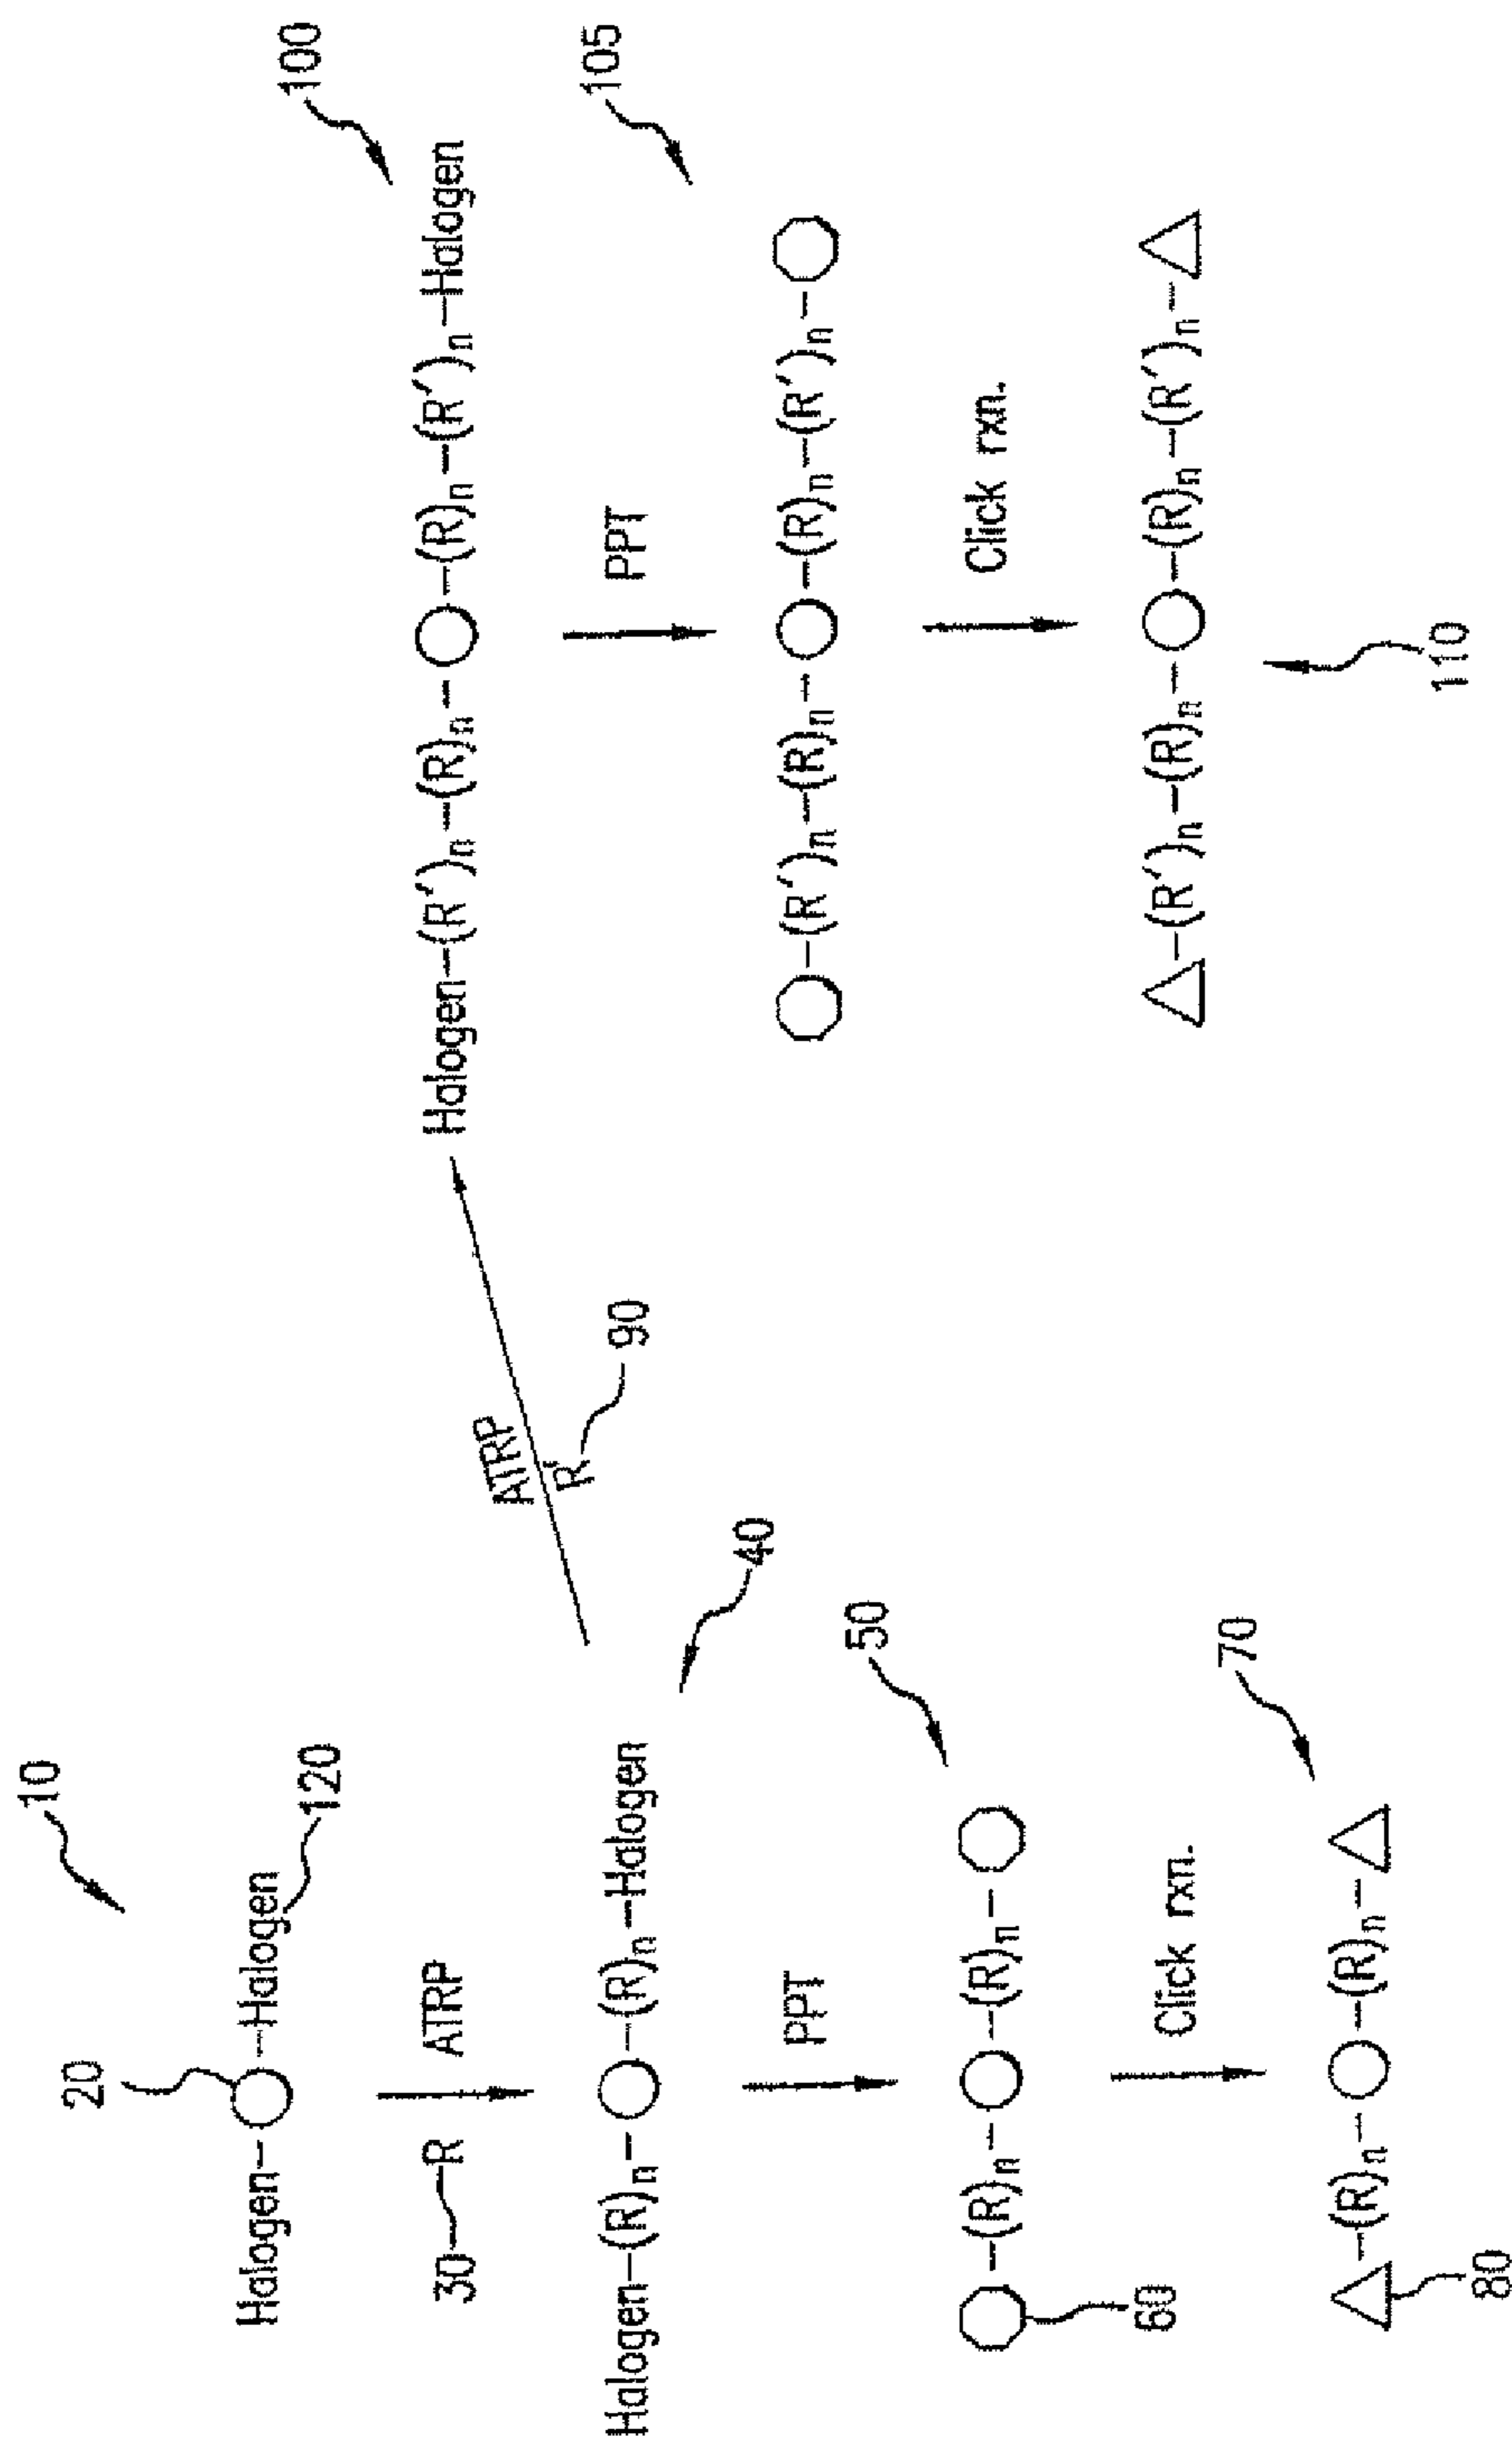 10
20
Halogen—○—Halogen
120
30—R
ATRP
40
Halogen—(R)n—○—(R)n—Halogen
PPT
50
—(R)n—○—(R)n—
60
Click rxn.
70
△—(R)n—○—(R)n—△
80
ATRP
R'
90
100
Halogen—(R')n—(R)n—○—(R)n—(R')n—Halogen
PPT
105
—(R')n—(R)n—○—(R)n—(R')n—
Click rxn.
△—(R')n—(R)n—○—(R)n—(R')n—△
110